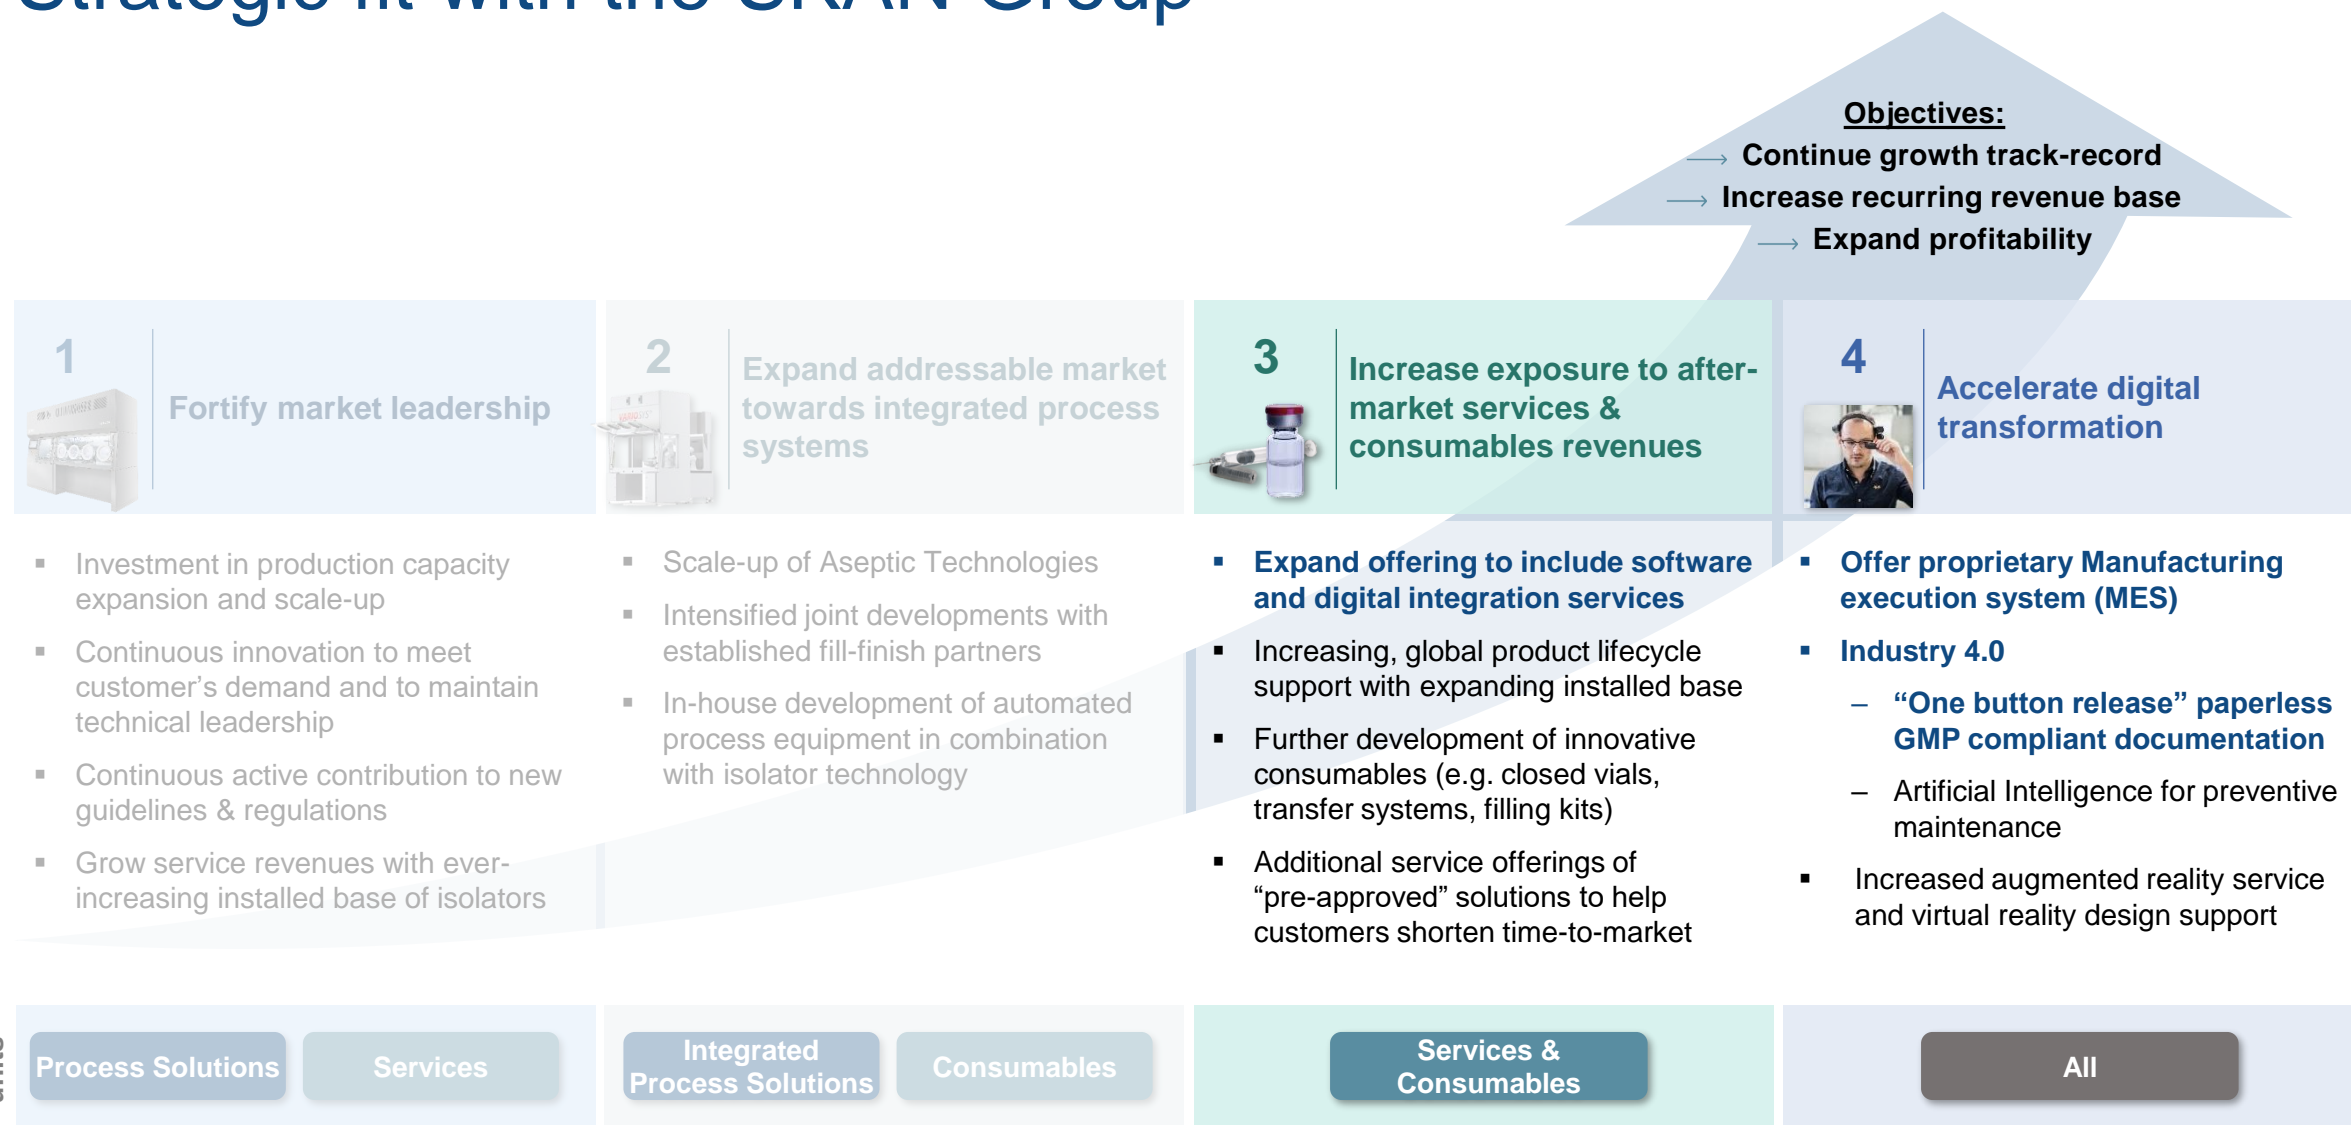 Strategic fit with the SKAN Group
Objectives:
Continue growth track-record
Increase recurring revenue base
Expand profitability
1
Fortify market leadership
2
Expand addressable market
towards integrated process
systems
3
Increase exposure to after-
market services &
consumables revenues
4
Accelerate digital
transformation
▪ Investment in production capacity
expansion and scale-up
▪ Continuous innovation to meet
customer’s demand and to maintain
technical leadership
▪ Continuous active contribution to new
guidelines & regulations
▪ Grow service revenues with ever-
increasing installed base of isolators
▪ Scale-up of Aseptic Technologies
▪ Intensified joint developments with
established fill-finish partners
▪ In-house development of automated
process equipment in combination
with isolator technology
▪ Expand offering to include software
and digital integration services
▪ Increasing, global product lifecycle
support with expanding installed base
▪ Further development of innovative
consumables (e.g. closed vials,
transfer systems, filling kits)
▪ Additional service offerings of
“pre-approved” solutions to help
customers shorten time-to-market
▪ Offer proprietary Manufacturing
execution system (MES)
▪ Industry 4.0
– “One button release” paperless
GMP compliant documentation
– Artificial Intelligence for preventive
maintenance
▪ Increased augmented reality service
and virtual reality design support
units
Process Solutions
Services
Integrated
Process Solutions
Consumables
Services &
Consumables
All